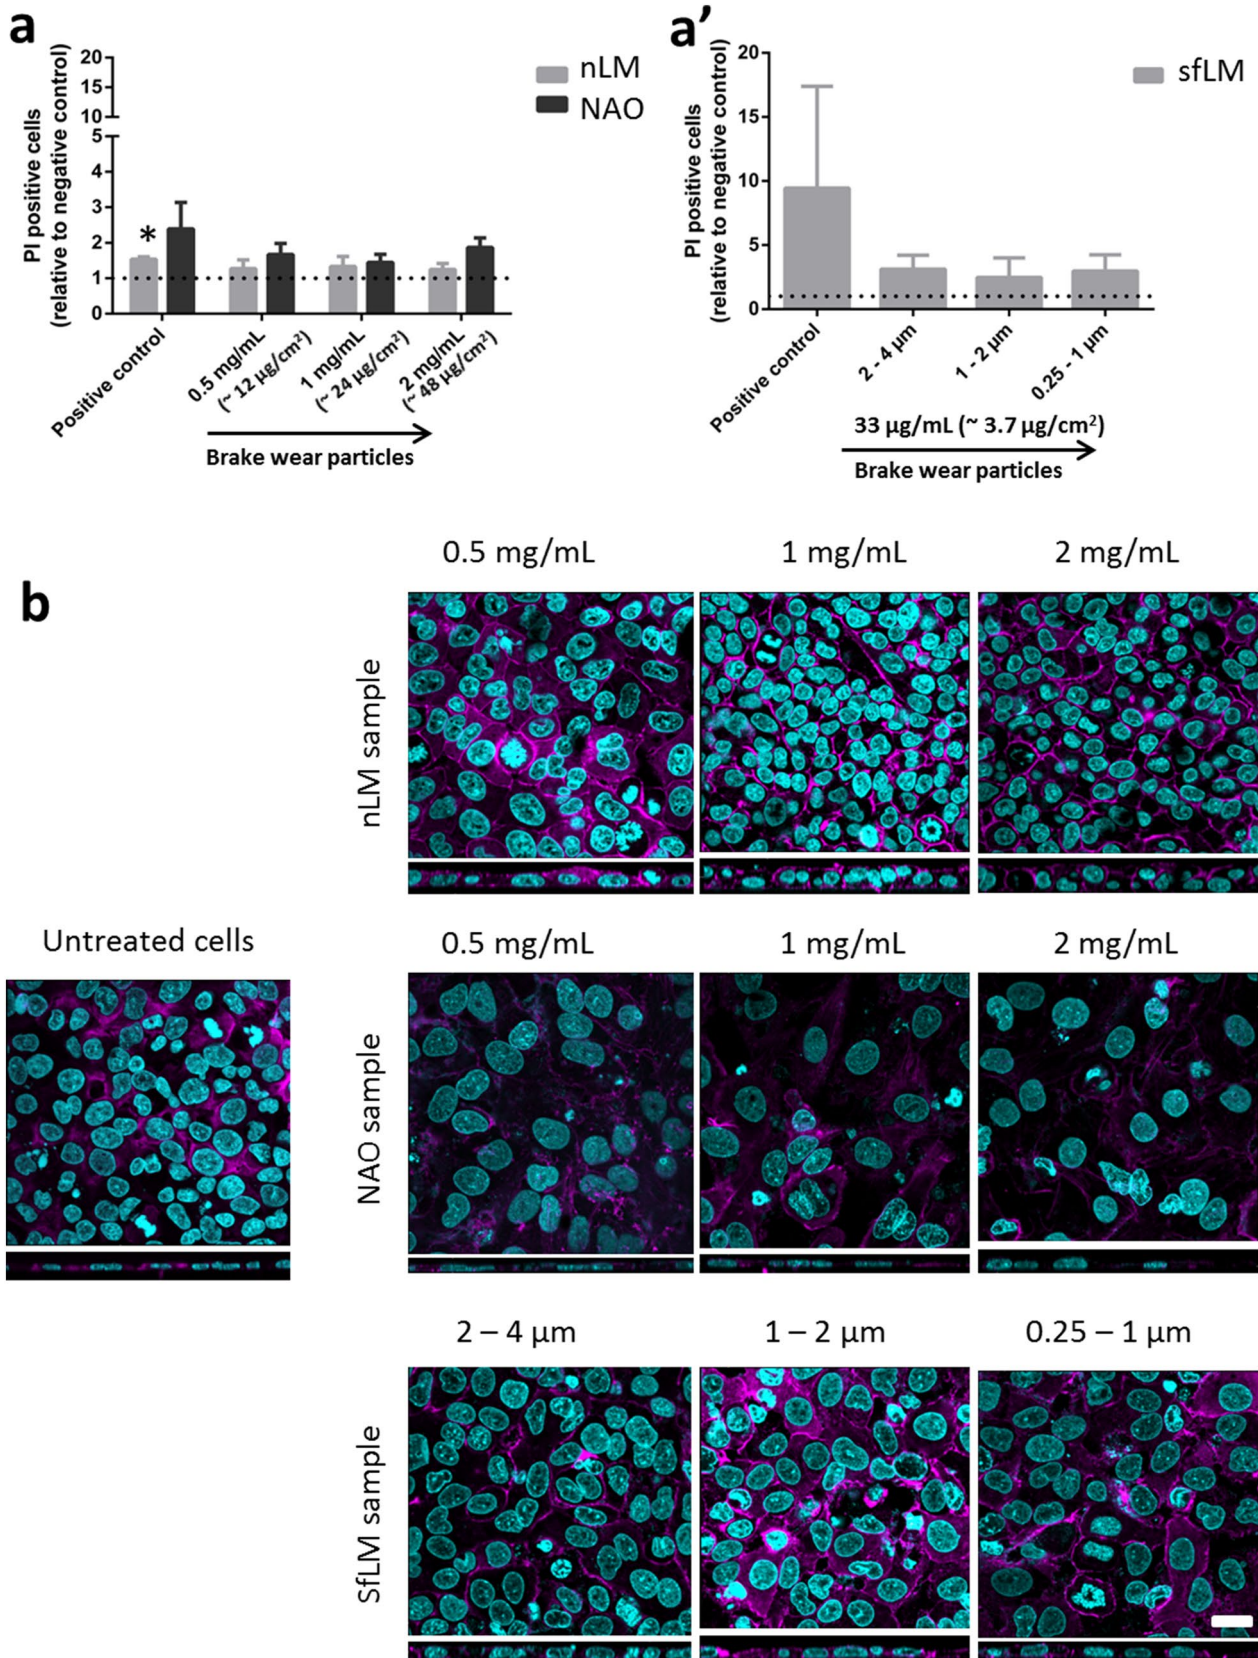 a
20
15
10
5
4
3
2
1
0
PI positive cells
(relative to negative control)
nLM
NAO
*
Positive control
0.5 mg/mL
(~ 12 µg/cm²)
1 mg/mL
(~ 24 µg/cm²)
2 mg/mL
(~ 48 µg/cm²)
Brake wear particles
a’
20
15
10
5
0
PI positive cells
(relative to negative control)
sfLM
Positive control
2 - 4 µm
1 - 2 µm
0.25 - 1 µm
33 µg/mL (~ 3.7 µg/cm²)
Brake wear particles
b
0.5 mg/mL 1 mg/mL 2 mg/mL
nLM sample
Untreated cells
0.5 mg/mL 1 mg/mL 2 mg/mL
NAO sample
2 – 4 µm 1 – 2 µm 0.25 – 1 µm
SfLM sample